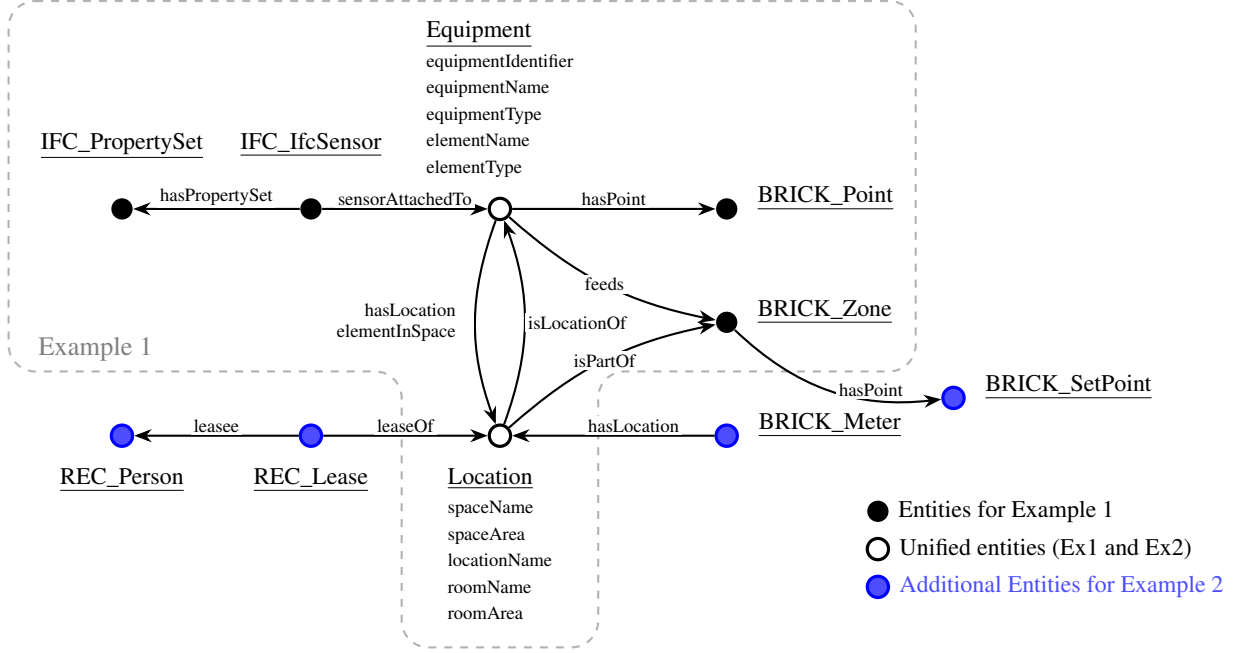 Equipment
equipmentIdentifier
equipmentName
equipmentType
elementName
elementType
IFC_PropertySet
IFC_IfcSensor
hasPropertySet
sensorAttachedTo
hasPoint
BRICK_Point
feeds
BRICK_Zone
hasLocation
elementInSpace
isLocationOf
isPartOf
Example 1
hasPoint
BRICK_SetPoint
leasee
leaseOf
hasLocation
BRICK_Meter
REC_Person
REC_Lease
Location
spaceName
spaceArea
locationName
roomName
roomArea
Entities for Example 1
Unified entities (Ex1 and Ex2)
Additional Entities for Example 2